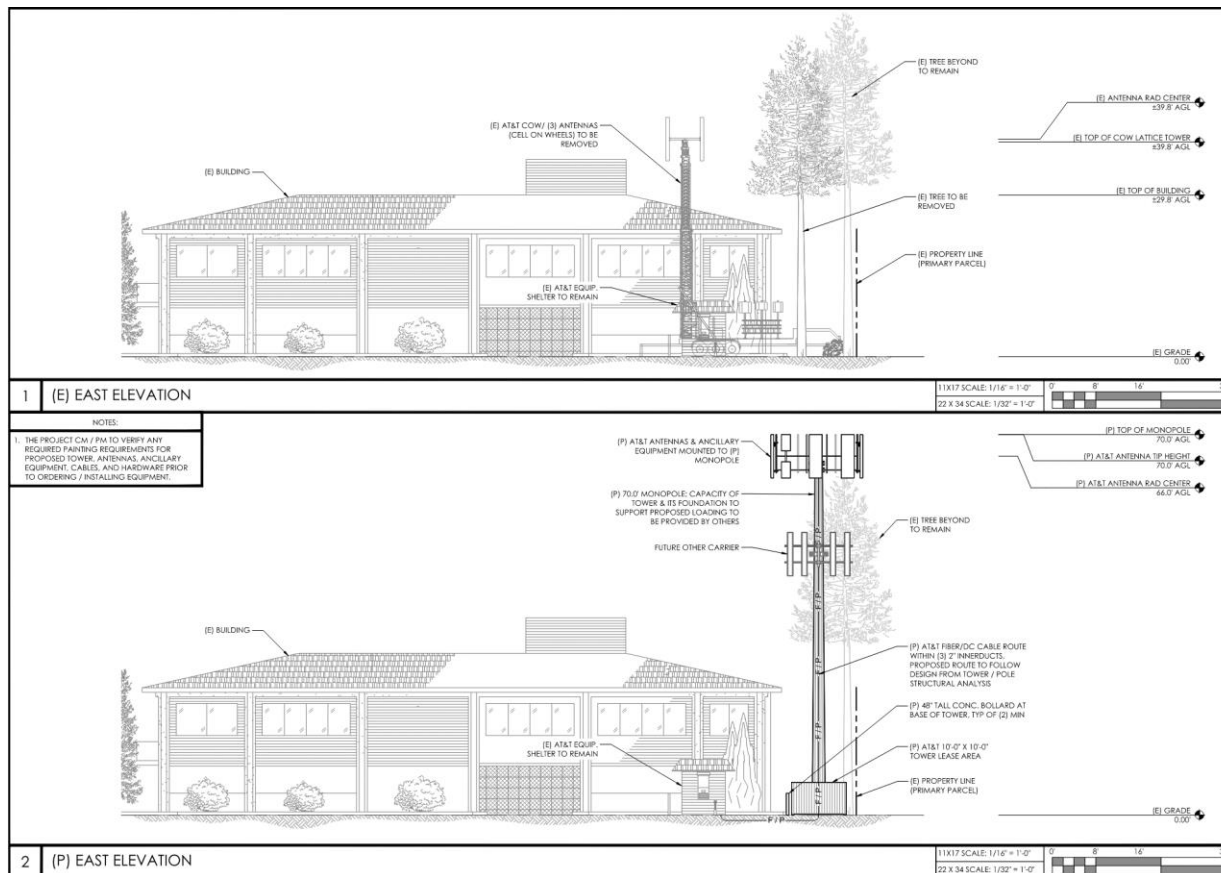 (E) TREE BEYOND
TO REMAIN
(E) ANTENNA RAD CENTER
±39.8' AGL
(E) AT&T COW/ (3) ANTENNAS
(CELL ON WHEELS) TO BE
REMOVED
(E) TOP OF COW LATTICE TOWER
±39.8' AGL
(E) BUILDING
(E) TREE TO BE
REMOVED
(E) TOP OF BUILDING
±29.8' AGL
(E) PROPERTY LINE
(PRIMARY PARCEL)
(E) AT&T EQUIP.
SHELTER TO REMAIN
(E) GRADE
0.00'
1 (E) EAST ELEVATION
11X17 SCALE: 1/16" = 1'-0"
22 X 34 SCALE: 1/32" = 1'-0"
0' 8' 16'
NOTES:
1. THE PROJECT CM / PM TO VERIFY ANY
REQUIRED PAINTING REQUIREMENTS FOR
PROPOSED TOWER, ANTENNAS, ANCILLARY
EQUIPMENT, CABLES, AND HARDWARE PRIOR
TO ORDERING / INSTALLING EQUIPMENT.
(P) AT&T ANTENNAS & ANCILLARY
EQUIPMENT MOUNTED TO (P)
MONOPOLE
(P) TOP OF MONOPOLE
70.0' AGL
(P) AT&T ANTENNA TIP HEIGHT
70.0' AGL
(P) AT&T ANTENNA RAD CENTER
66.0' AGL
(P) 70.0' MONOPOLE; CAPACITY OF
TOWER & ITS FOUNDATION TO
SUPPORT PROPOSED LOADING TO
BE PROVIDED BY OTHERS
(E) TREE BEYOND
TO REMAIN
FUTURE OTHER CARRIER
F / P
F / P
F / P
F / P
(E) BUILDING
(P) AT&T FIBER/DC CABLE ROUTE
WITHIN (3) 2" INNERDUCTS.
PROPOSED ROUTE TO FOLLOW
DESIGN FROM TOWER / POLE
STRUCTURAL ANALYSIS
(P) 48" TALL CONC. BOLLARD AT
BASE OF TOWER, TYP OF (2) MIN
(E) AT&T EQUIP.
SHELTER TO REMAIN
(P) AT&T 10'-0" X 10'-0"
TOWER LEASE AREA
(E) PROPERTY LINE
(PRIMARY PARCEL)
F / P
F / P
(E) GRADE
0.00'
2 (P) EAST ELEVATION
11X17 SCALE: 1/16" = 1'-0"
22 X 34 SCALE: 1/32" = 1'-0"
0' 8' 16'